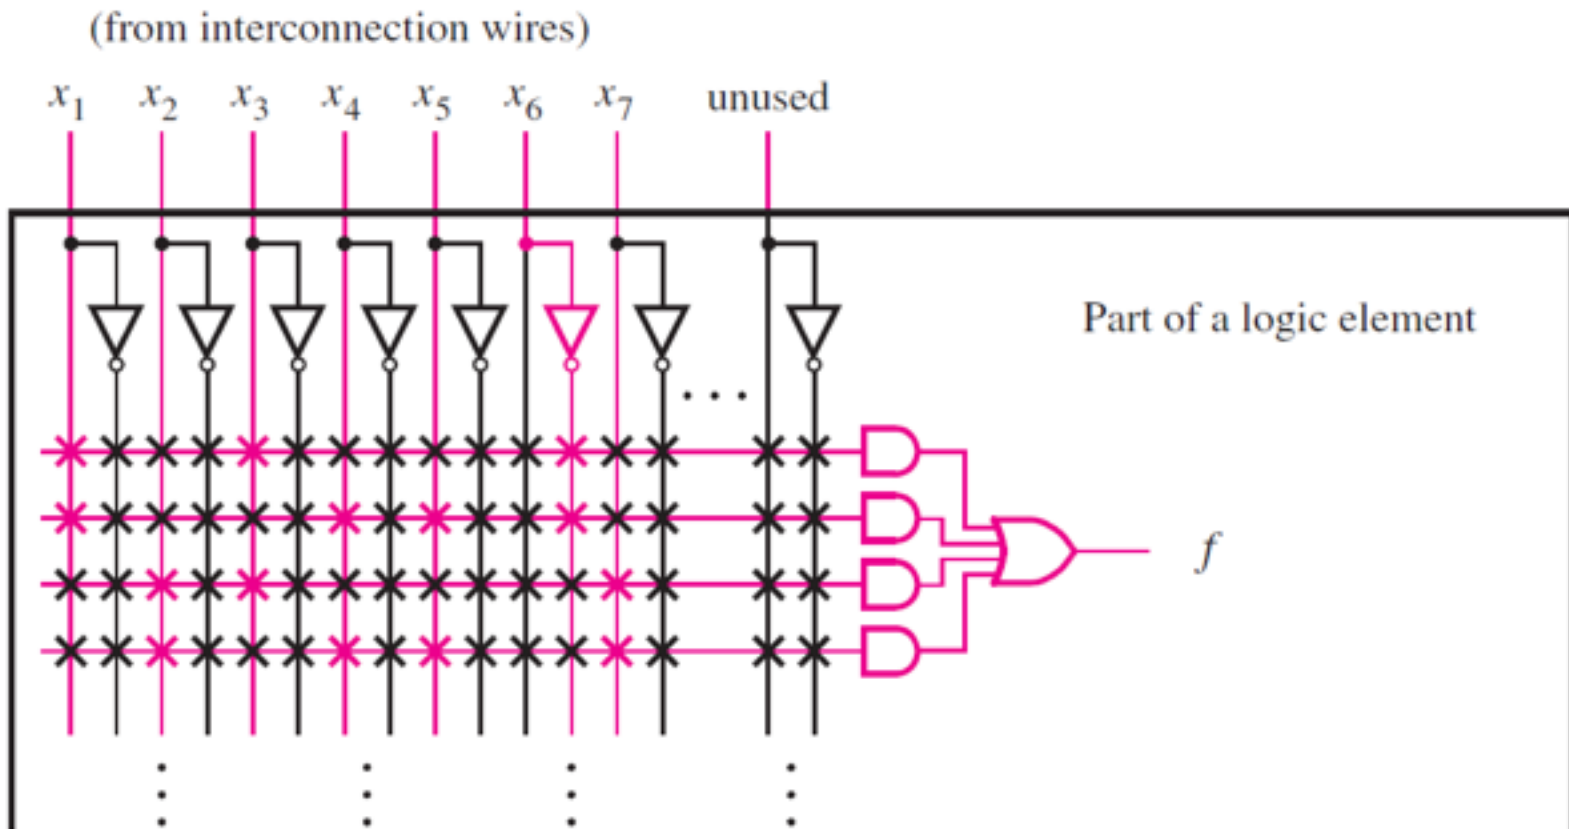 (from interconnection wires)
x₁ x₂ x₃ x₄ x₅ x₆ x₇ unused
Part of a logic element
f